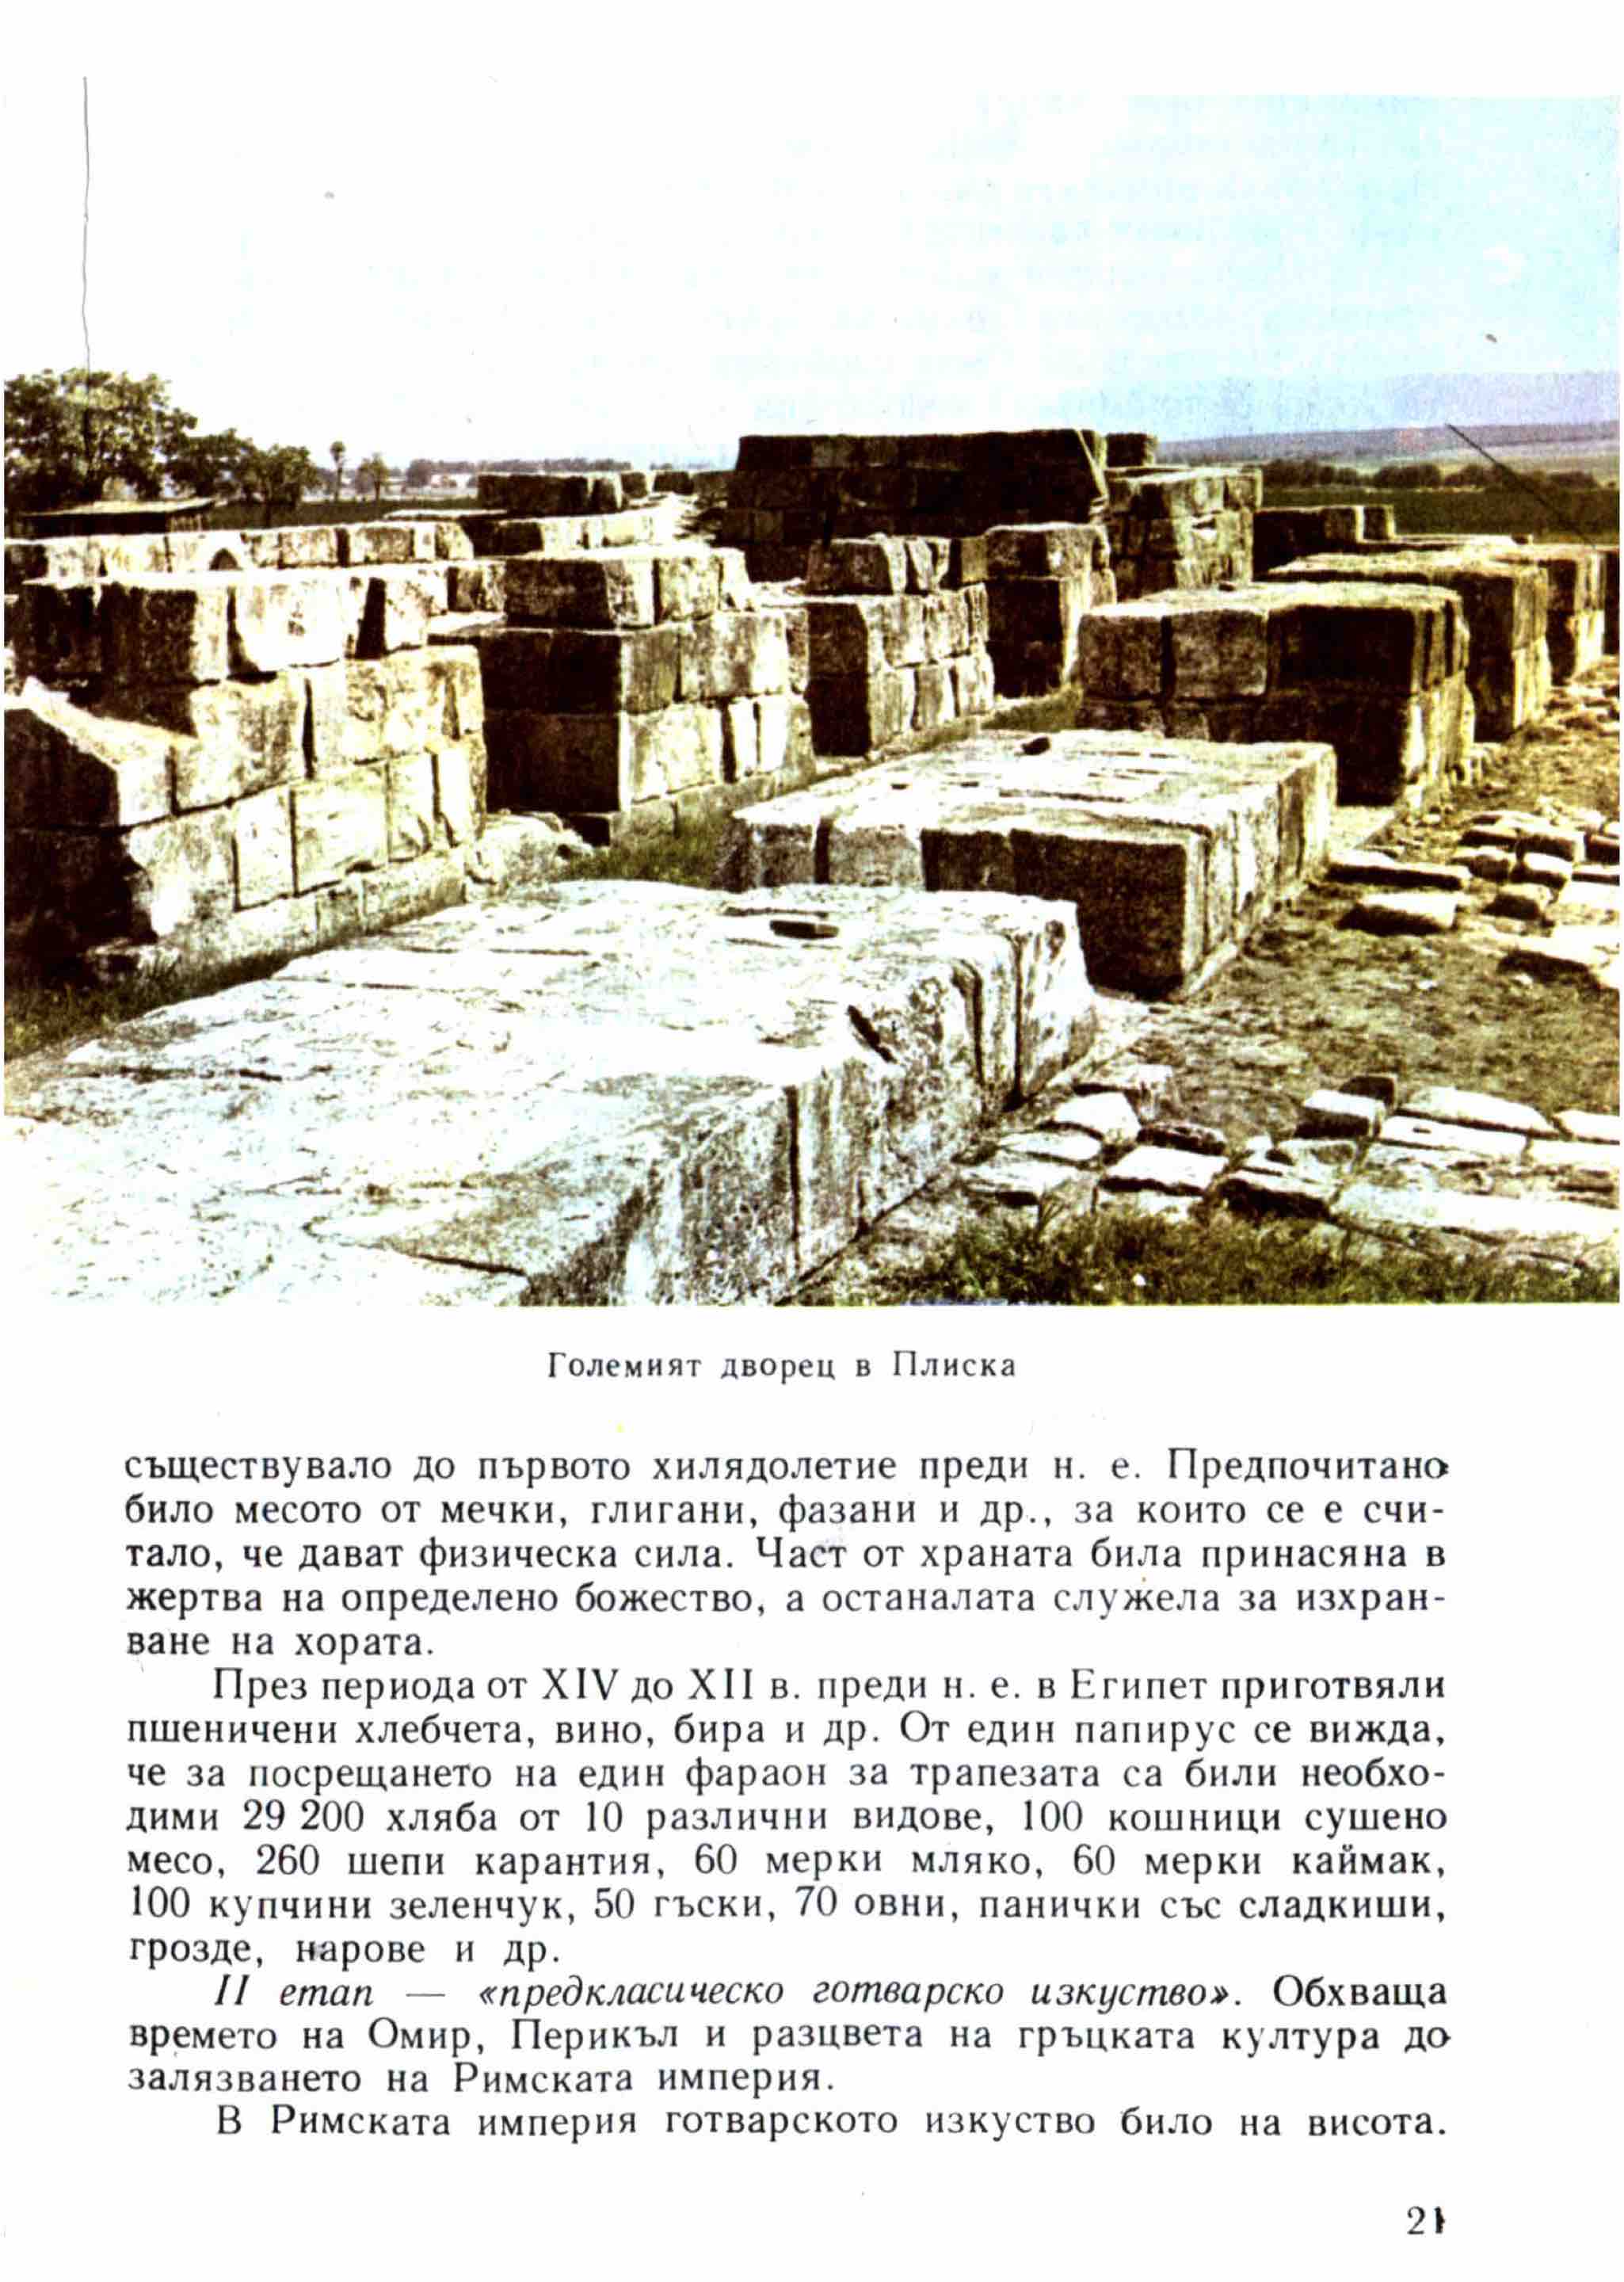 Големият дворец в Плиска
съществувало до първото хилядолетие преди н. е. Предпочитано
било месото от мечки, глигани, фазани и др., за които се е счи-
тало, че дават физическа сила. Част от храната била принасяна в
жертва на определено божество, а останалата служела за изхран-
ване на хората.
През периода от XIV до XII в. преди н. е. в Египет приготвяли
пшеничени хлебчета, вино, бира и др. От един папирус се вижда,
че за посрещането на един фараон за трапезата са били необхо-
дими 29 200 хляба от 10 различни видове, 100 кошници сушено
месо, 260 шепи карантия, 60 мерки мляко, 60 мерки каймак,
100 купчини зеленчук, 50 гъски, 70 овни, панички със сладкиши,
грозде, нарове и др.
II етап — «предкласическо готварско изкуство». Обхваща
времето на Омир, Перикъл и разцвета на гръцката култура до
залязването на Римската империя.
В Римската империя готварското изкуство било на висота.
21